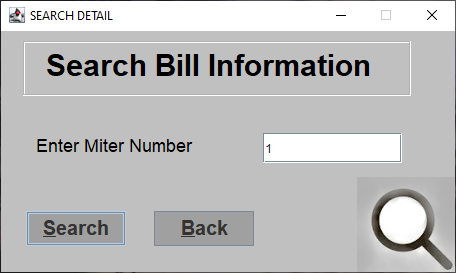 SEARCH DETAIL
Search Bill Information
Enter Miter Number
1
Search
Back